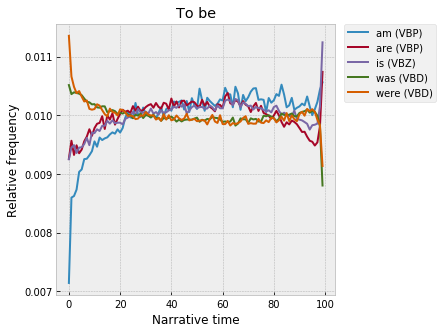 To be
am (VBP)
are (VBP)
is (VBZ)
was (VBD)
were (VBD)
Relative frequency
0.011
0.010
0.009
0.008
0.007
0 20 40 60 80 100
Narrative time